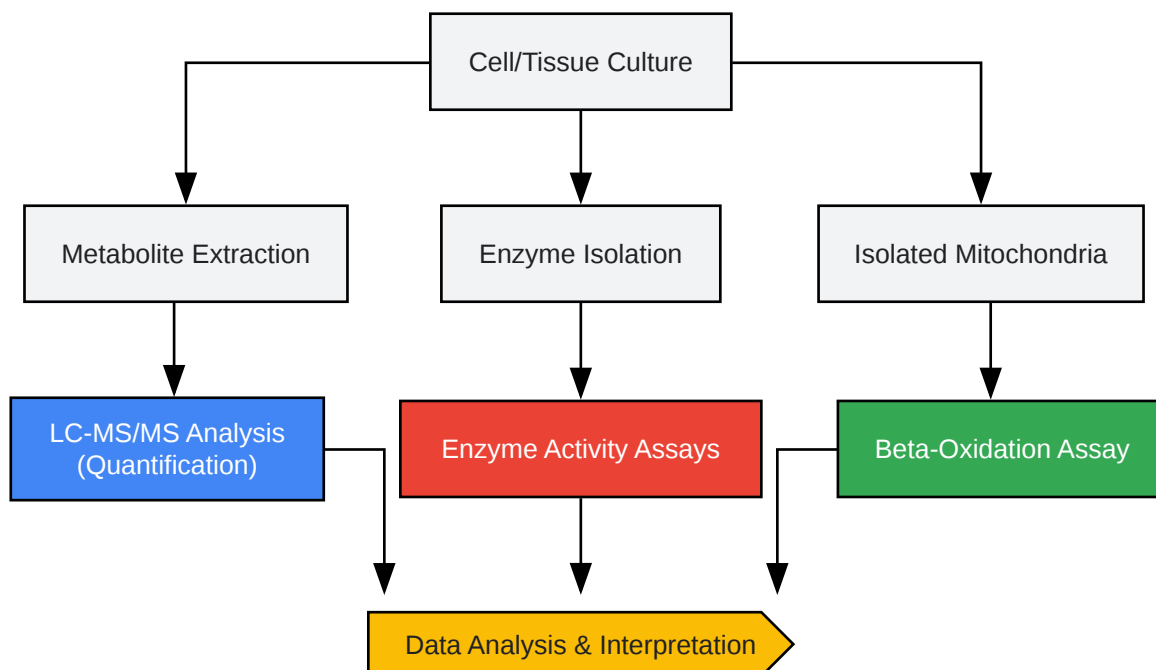 Cell/Tissue Culture
Metabolite Extraction
Enzyme Isolation
Isolated Mitochondria
LC-MS/MS Analysis
(Quantification)
Enzyme Activity Assays
Beta-Oxidation Assay
Data Analysis & Interpretation